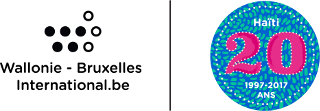 Wallonie - Bruxelles
International.be
Haïti
20
1997-2017
ANS